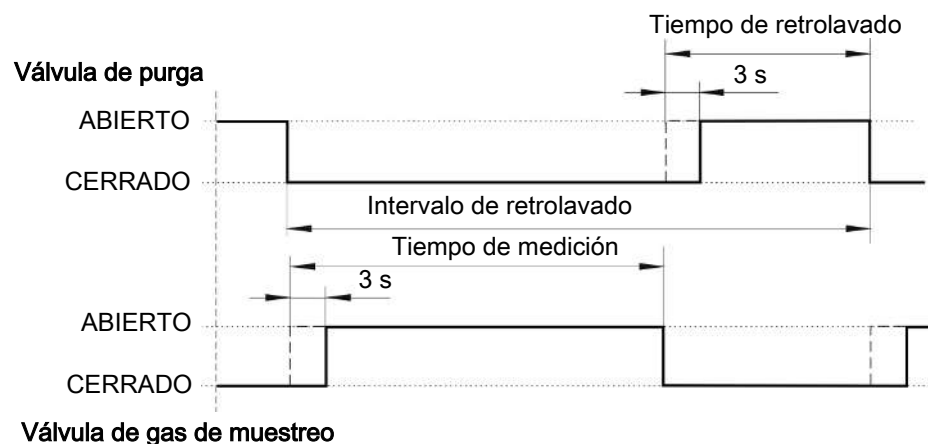 Tiempo de retrolavado
Válvula de purga
3 s
ABIERTO
CERRADO
Intervalo de retrolavado
Tiempo de medición
3 s
ABIERTO
CERRADO
Válvula de gas de muestreo